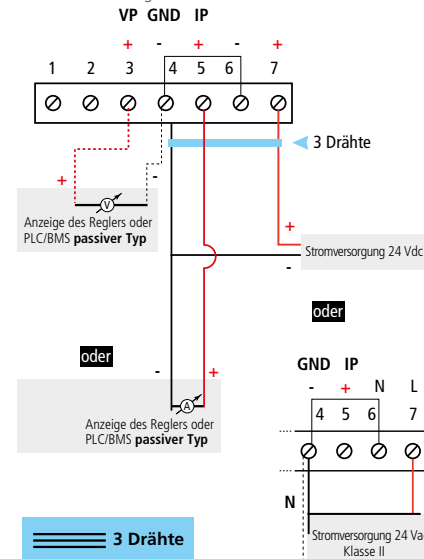 VP GND IP
+ - + - +
1 2 3 4 5 6 7
3 Drähte
+ -
V
Anzeige des Reglers oder
PLC/BMS passiver Typ
+
Stromversorgung 24 Vdc
-
oder
oder
- +
A
Anzeige des Reglers oder
PLC/BMS passiver Typ
GND IP
- + N L
4 5 6 7
N
Stromversorgung 24 Va
Klasse II
3 Drähte